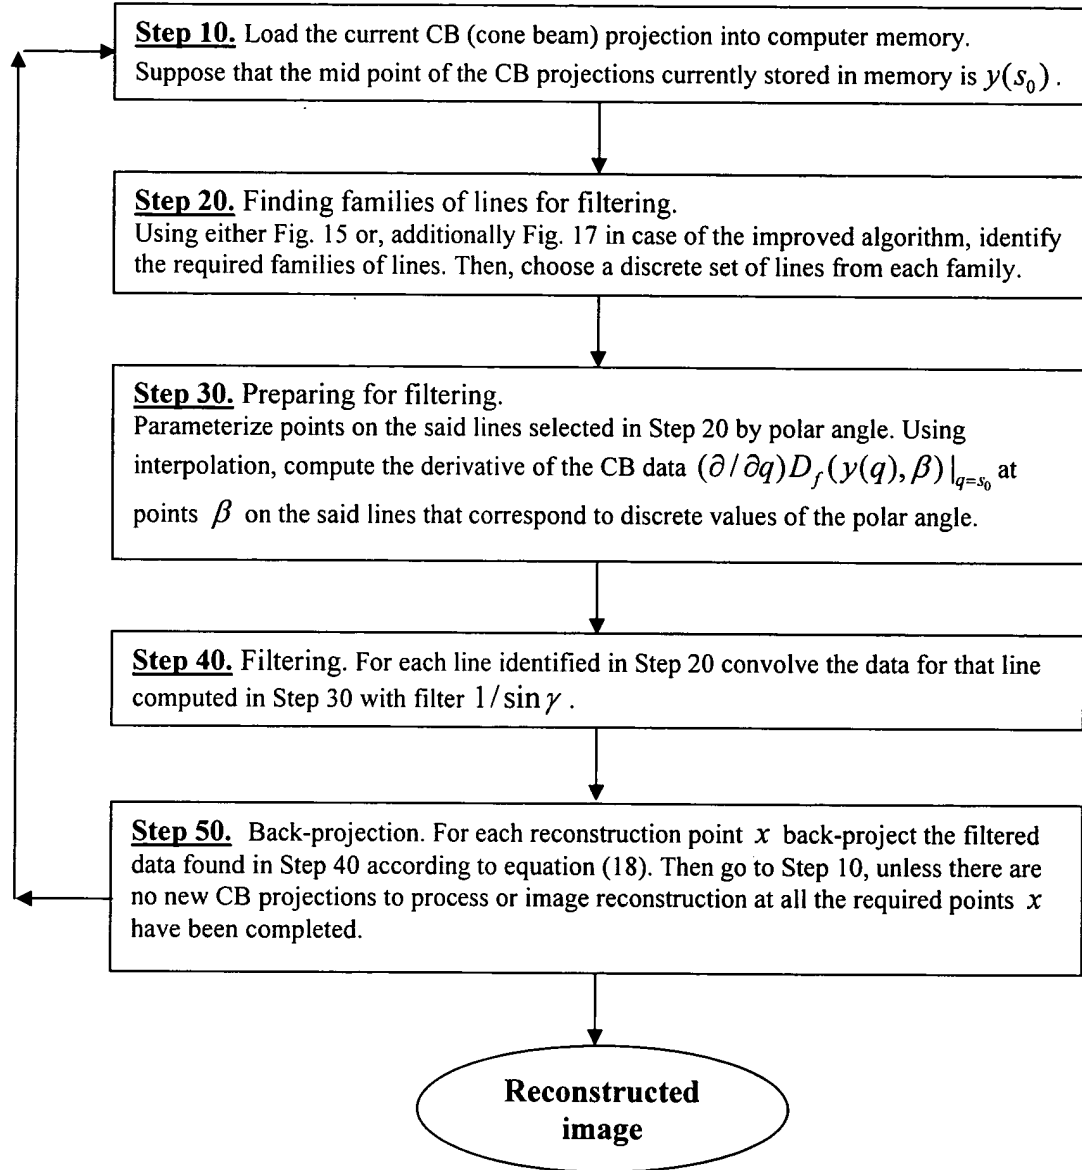 Step 10. Load the current CB (cone beam) projection into computer memory.
Suppose that the mid point of the CB projections currently stored in memory is y(s₀).
Step 20. Finding families of lines for filtering.
Using either Fig. 15 or, additionally Fig. 17 in case of the improved algorithm, identify
the required families of lines. Then, choose a discrete set of lines from each family.
Step 30. Preparing for filtering.
Parameterize points on the said lines selected in Step 20 by polar angle. Using
interpolation, compute the derivative of the CB data (∂/∂q)D_f(y(q), β)|_{q=s₀} at
points β on the said lines that correspond to discrete values of the polar angle.
Step 40. Filtering. For each line identified in Step 20 convolve the data for that line
computed in Step 30 with filter 1/sin γ.
Step 50. Back-projection. For each reconstruction point x back-project the filtered
data found in Step 40 according to equation (18). Then go to Step 10, unless there are
no new CB projections to process or image reconstruction at all the required points x
have been completed.
Reconstructed
image